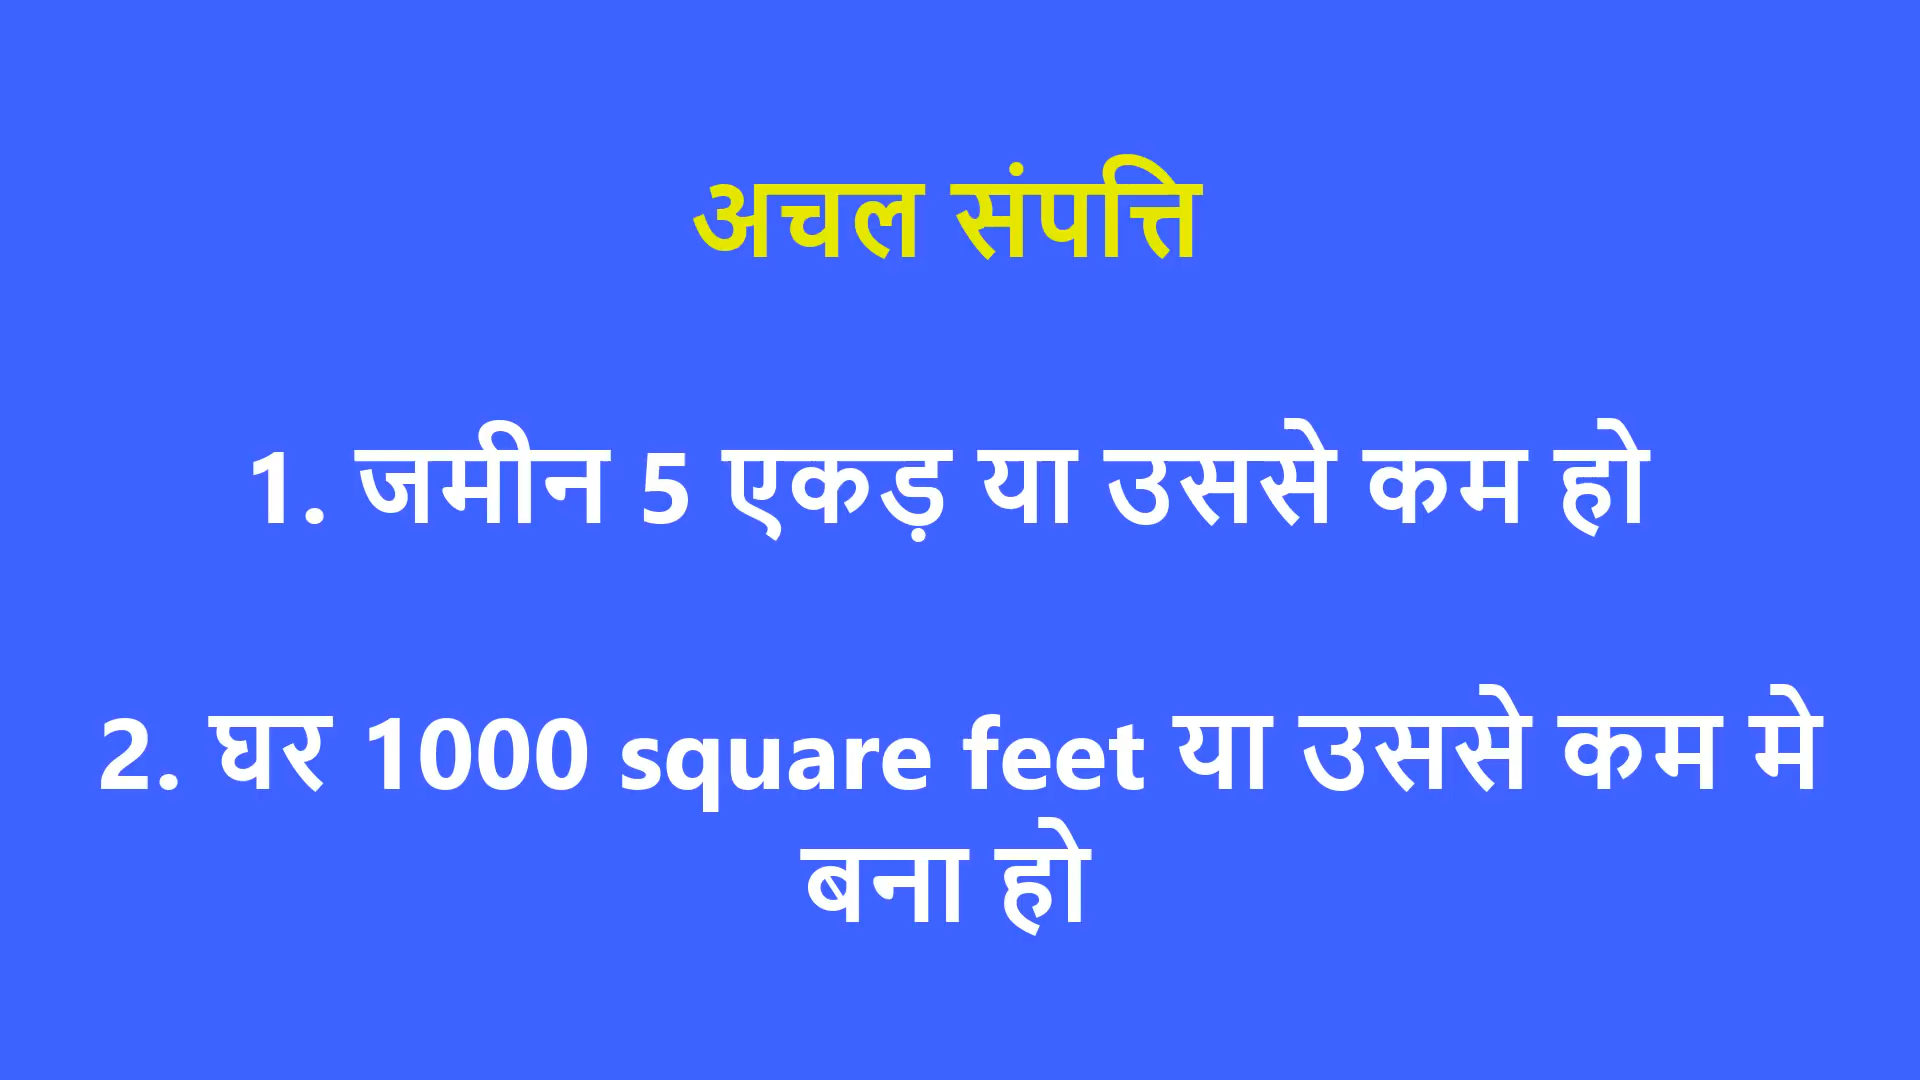 अचल संपत्ति
1. जमीन 5 एकड़ या उससे कम हो
2. घर 1000 square feet या उससे कम मे
बना हो